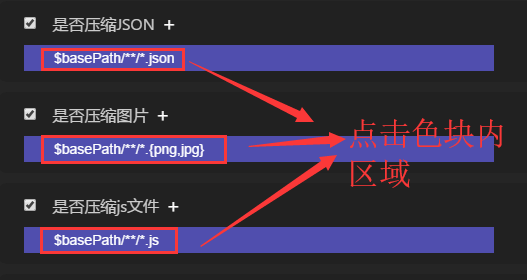 是否压缩JSON +
$basePath/**/*.json
是否压缩图片 +
$basePath/**/*.{png,jpg}
点击色块内
区域
是否压缩js文件 +
$basePath/**/*.js